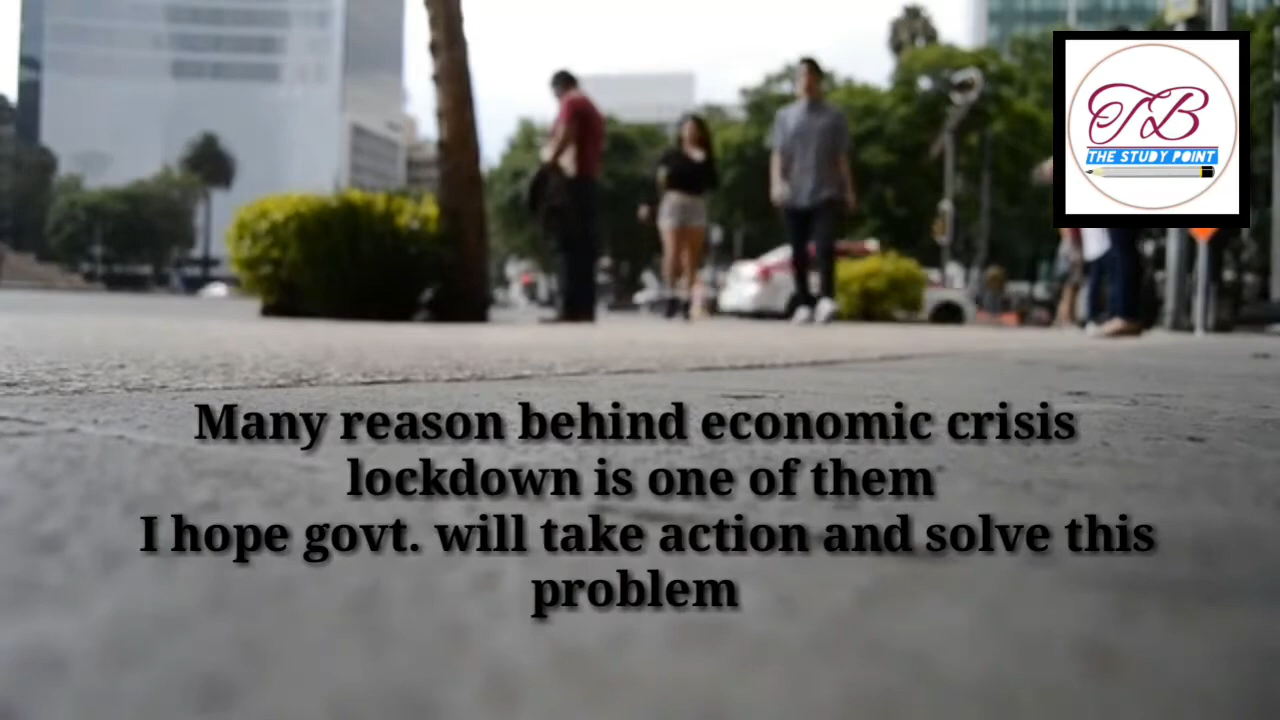 TB
THE STUDY POINT
Many reason behind economic crisis
lockdown is one of them
I hope govt. will take action and solve this
problem